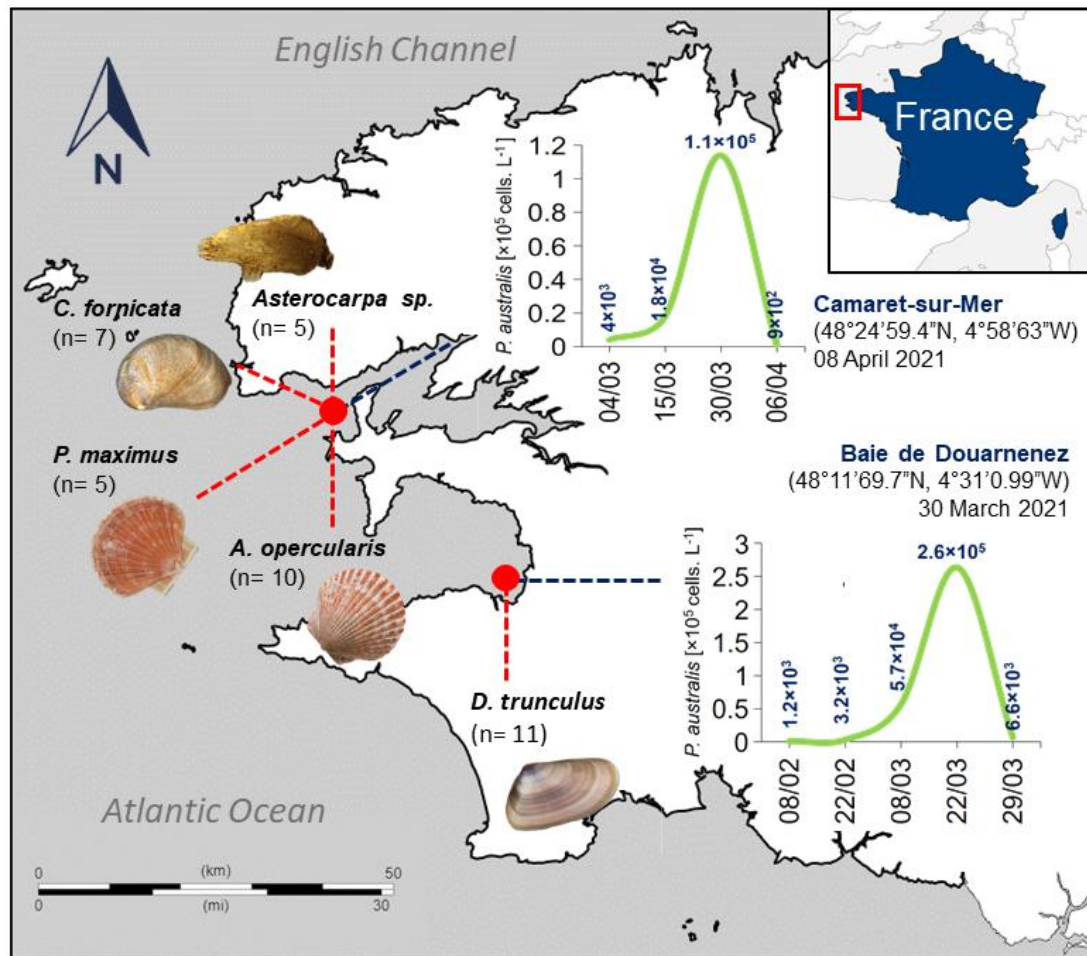 English Channel
France
N
Asterocarpa sp.
(n= 5)
C. fornicata
(n= 7)
P. maximus
(n= 5)
A. opercularis
(n= 10)
D. trunculus
(n= 11)
P. australis [×10⁵ cells. L⁻¹]
1.2
1
0.8
0.6
0.4
0.2
0
4×10³
1.8×10⁴
1.1×10⁵
9×10²
04/03
15/03
30/03
06/04
Camaret-sur-Mer
(48°24’59.4”N, 4°58’63”W)
08 April 2021
Baie de Douarnenez
(48°11’69.7”N, 4°31’0.99”W)
30 March 2021
P. australis [×10⁵ cells. L⁻¹]
3
2.5
2
1.5
1
0.5
0
1.2×10³
3.2×10³
5.7×10⁴
2.6×10⁵
6.6×10³
08/02
22/02
08/03
22/03
29/03
Atlantic Ocean
0 (km) 50
0 (mi) 30